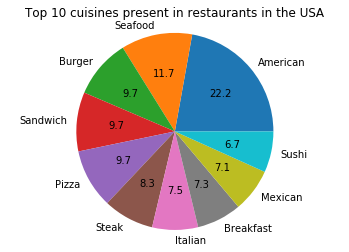 Top 10 cuisines present in restaurants in the USA
Seafood
American
Burger
11.7
22.2
9.7
Sandwich
9.7
6.7
Sushi
9.7
7.1
Pizza
8.3
7.5
7.3
Mexican
Steak
Breakfast
Italian